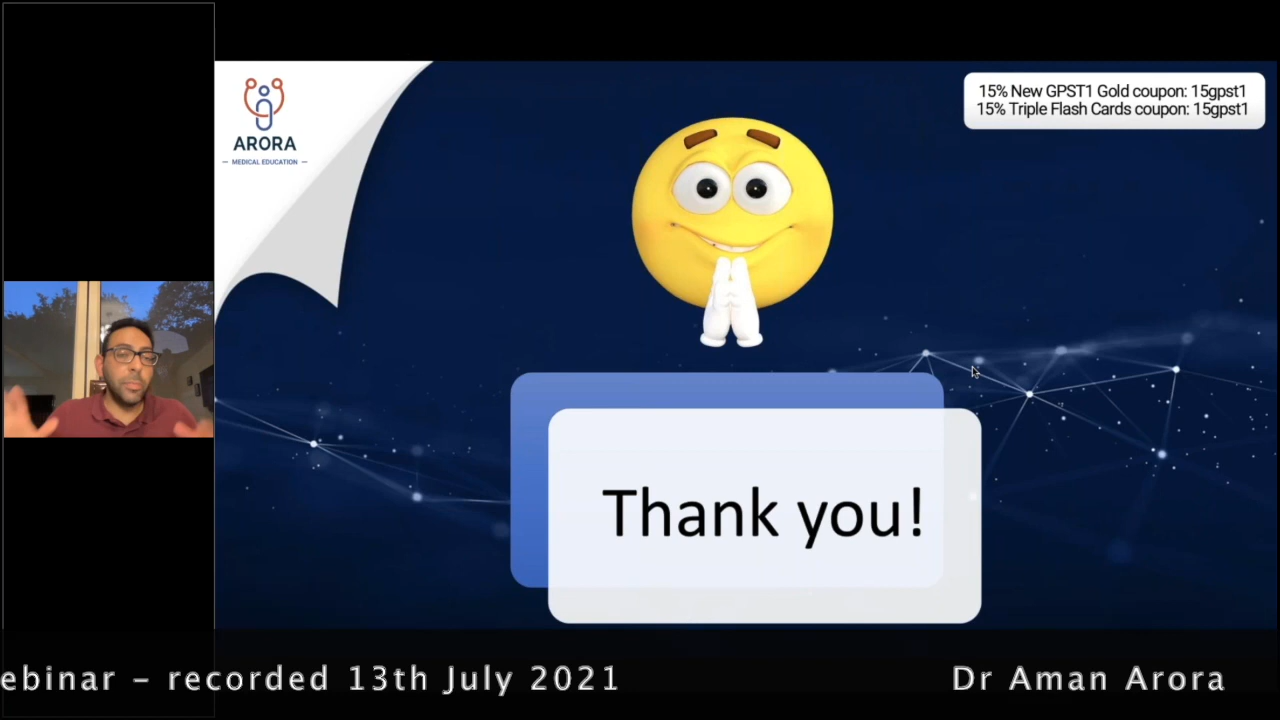 ARORA
MEDICAL EDUCATION
15% New GPST1 Gold coupon: 15gpst1
15% Triple Flash Cards coupon: 15gpst1
Thank you!
ebinar – recorded 13th July 2021
Dr Aman Arora